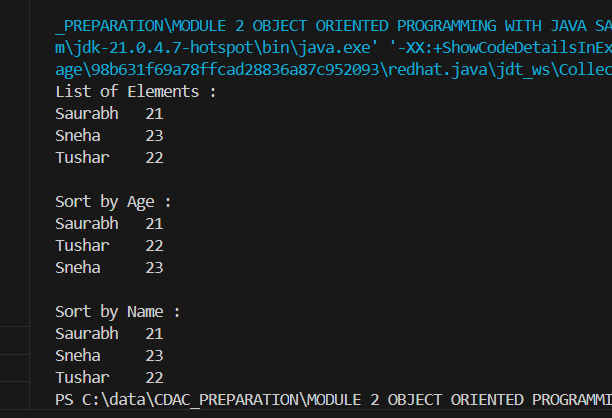 _PREPARATION\MODULE 2 OBJECT ORIENTED PROGRAMMING WITH JAVA SA
m\jdk-21.0.4.7-hotspot\bin\java.exe' '-XX:+ShowCodeDetailsInEx
age\98b631f69a78ffcad28836a87c952093\redhat.java\jdt_ws\Collec
List of Elements :
Saurabh   21
Sneha     23
Tushar    22

Sort by Age :
Saurabh   21
Tushar    22
Sneha     23

Sort by Name :
Saurabh   21
Sneha     23
Tushar    22
PS C:\data\CDAC_PREPARATION\MODULE 2 OBJECT ORIENTED PROGRAMMI